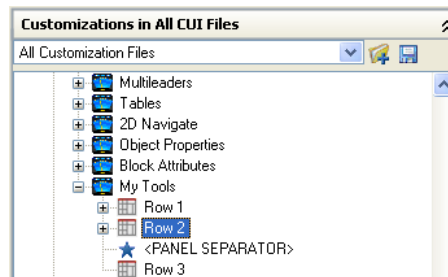 Customizations in All CUI Files
All Customization Files
Multileaders
Tables
2D Navigate
Object Properties
Block Attributes
My Tools
Row 1
Row 2
<PANEL SEPARATOR>
Row 3